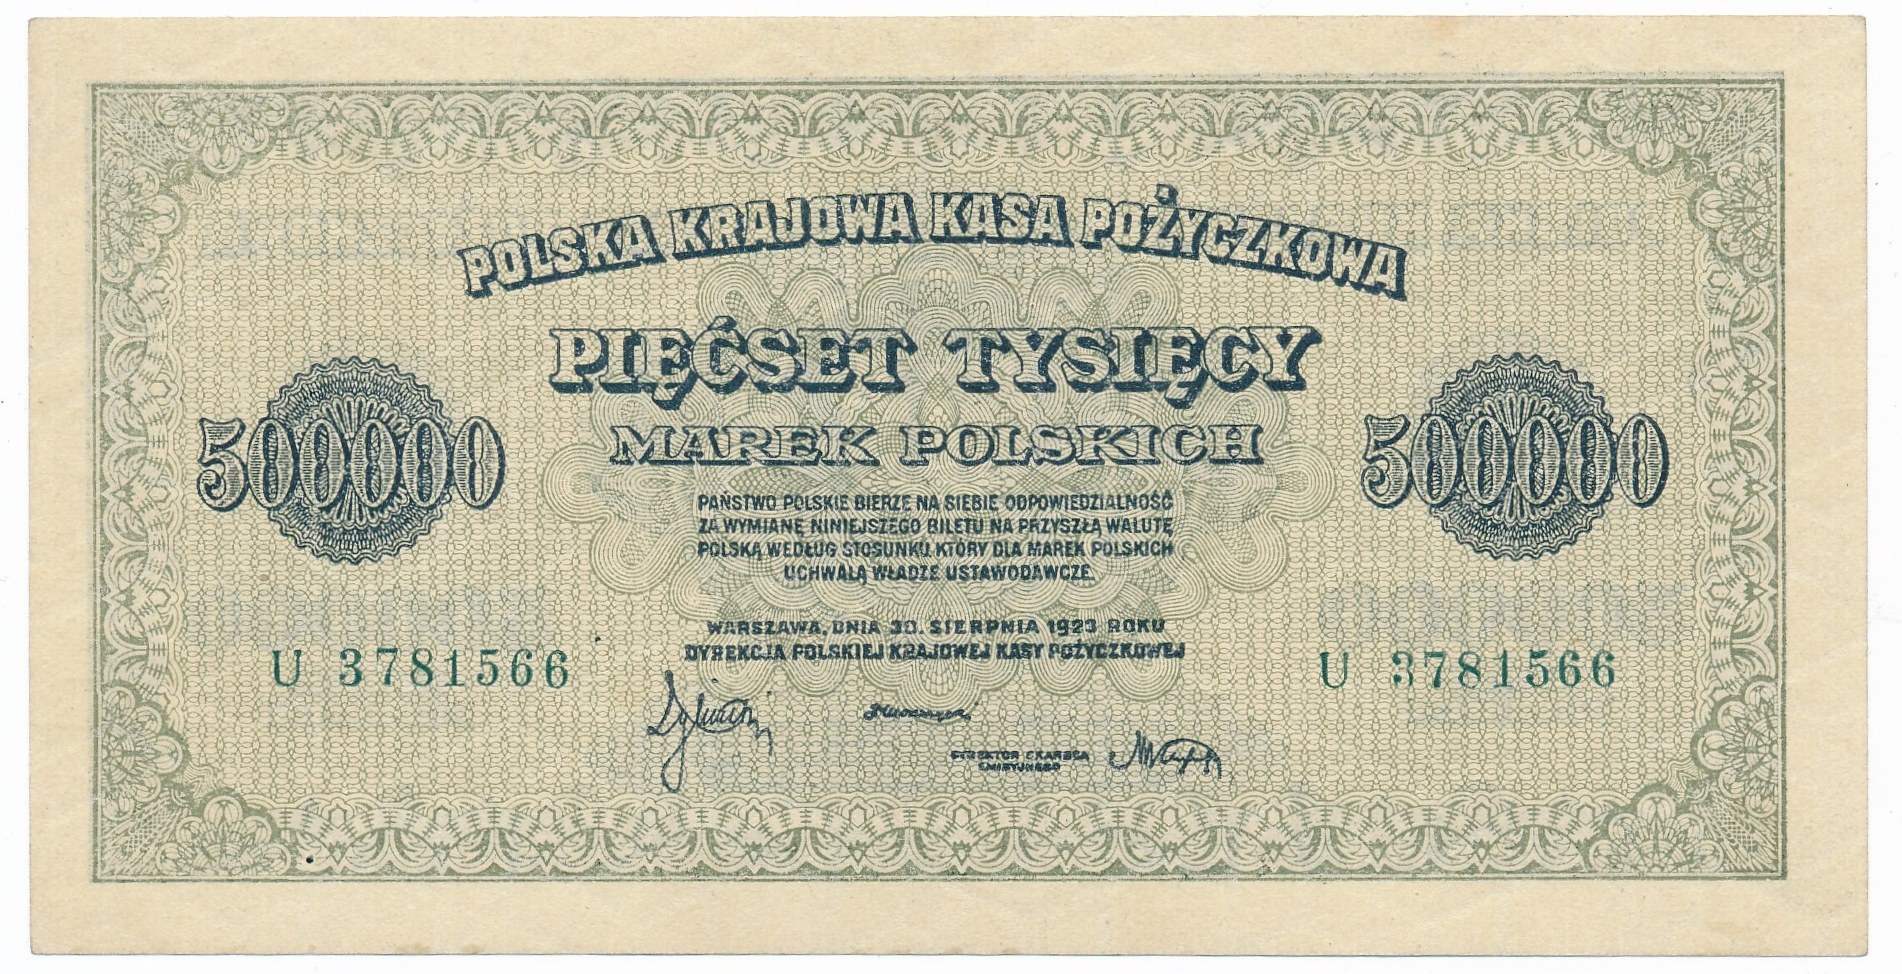 POLSKA KRAJOWA KASA POŻYCZKOWA
PIĘĆSET TYSIĘCY
MAREK POLSKICH
500000
500000
PAŃSTWO POLSKIE BIERZE NA SIEBIE ODPOWIEDZIALNOŚĆ
ZA WYMIANĘ NINIEJSZEGO BILETU NA PRZYSZŁĄ WALUTĘ
POLSKĄ WEDŁUG STOSUNKU, KTÓRY DLA MAREK POLSKICH
UCHWALĄ WŁADZE USTAWODAWCZE.
WARSZAWA, DNIA 30. SIERPNIA 1923 ROKU
DYREKCJA POLSKIEJ KRAJOWEJ KASY POŻYCZKOWEJ
U 3781566
U 3781566
DYREKTOR SKARBCA
EMISYJNEGO